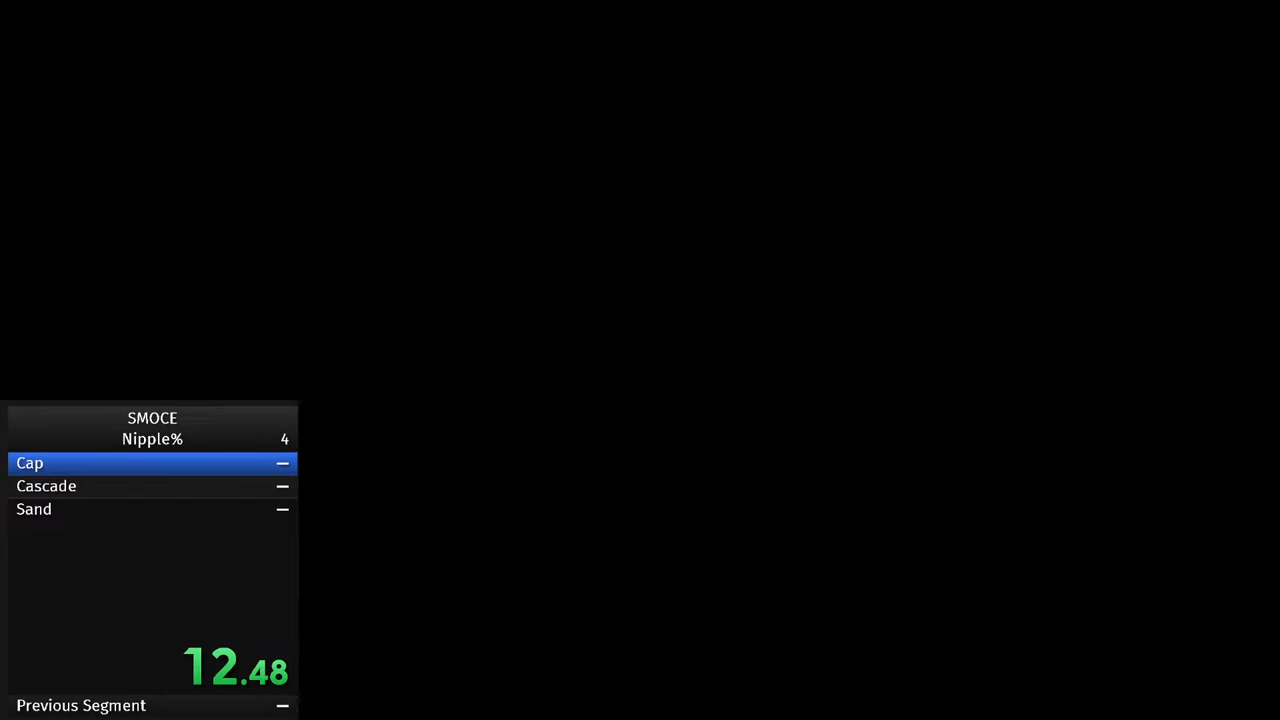 SMOCE
Nipple% 4
Cap —
Cascade —
Sand —
12.48
Previous Segment —